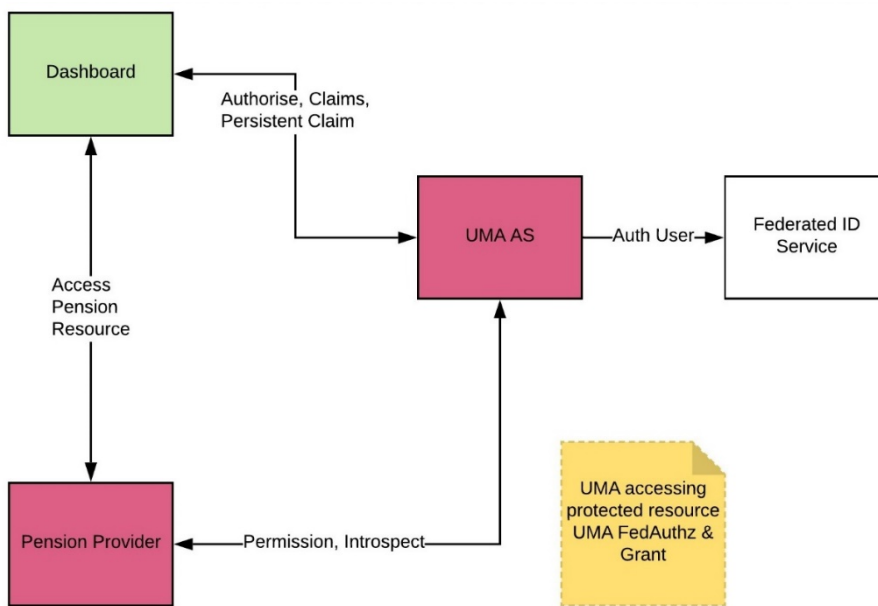 Dashboard
Authorise, Claims,
Persistent Claim
UMA AS
Auth User
Federated ID
Service
Access
Pension
Resource
Pension Provider
Permission, Introspect
UMA accessing
protected resource
UMA FedAuthz &
Grant